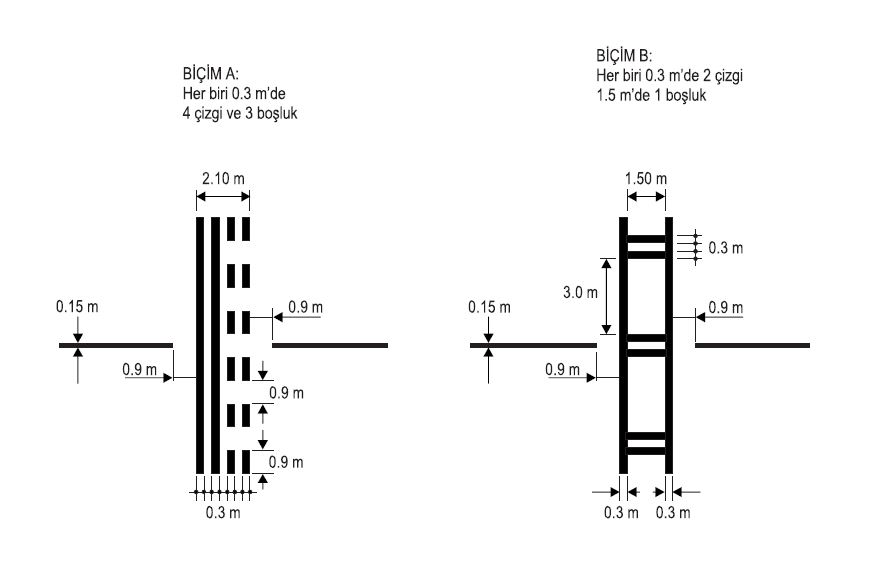 BİÇİM A:
Her biri 0.3 m'de
4 çizgi ve 3 boşluk
2.10 m
0.15 m
0.9 m
0.9 m
0.9 m
0.9 m
0.3 m
BİÇİM B:
Her biri 0.3 m'de 2 çizgi
1.5 m'de 1 boşluk
1.50 m
0.3 m
3.0 m
0.15 m
0.9 m
0.9 m
0.3 m
0.3 m